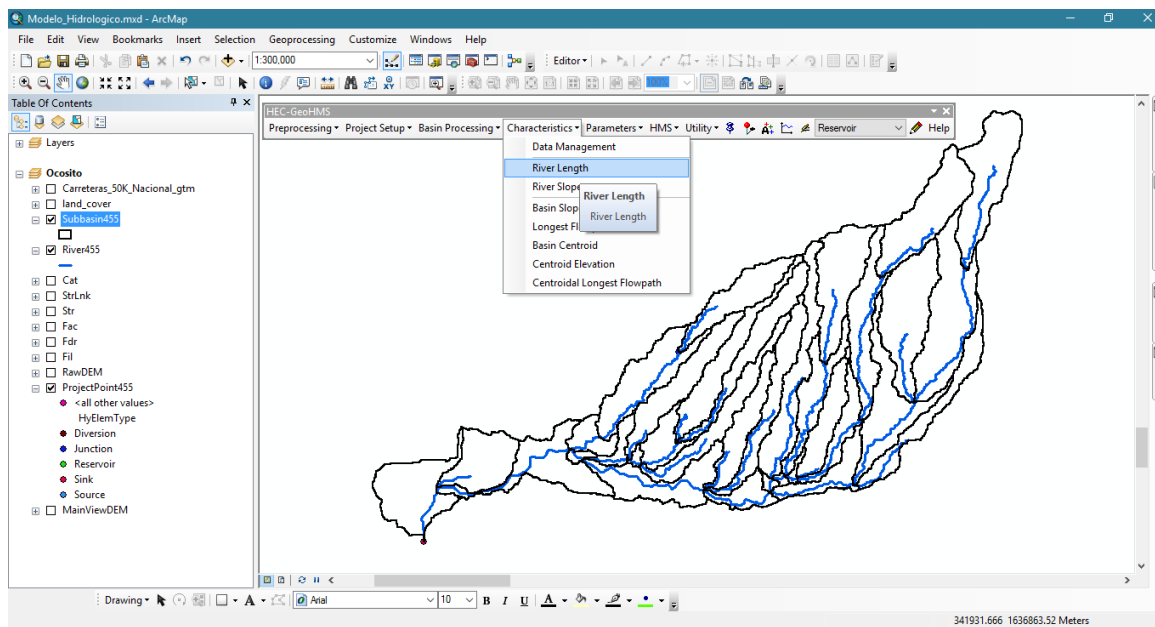 Modelo_Hidrologico.mxd - ArcMap
File Edit View Bookmarks Insert Selection Geoprocessing Customize Windows Help
1:300,000
Editor
100%
Table Of Contents
Layers
Ocosito
Carreteras_50K_Nacional_gtm
land_cover
Subbasin455
River455
Cat
StrLnk
Str
Fac
Fdr
Fil
RawDEM
ProjectPoint455
<all other values>
HyElemType
Diversion
Junction
Reservoir
Sink
Source
MainViewDEM
HEC-GeoHMS
Preprocessing Project Setup Basin Processing Characteristics Parameters HMS Utility Reservoir Help
Data Management
River Length
River Slope
Basin Slop
Longest Fl
Basin Centroid
Centroid Elevation
Centroidal Longest Flowpath
River Length
River Length
Drawing A Arial 10 B I U A
341931.666 1636863.52 Meters